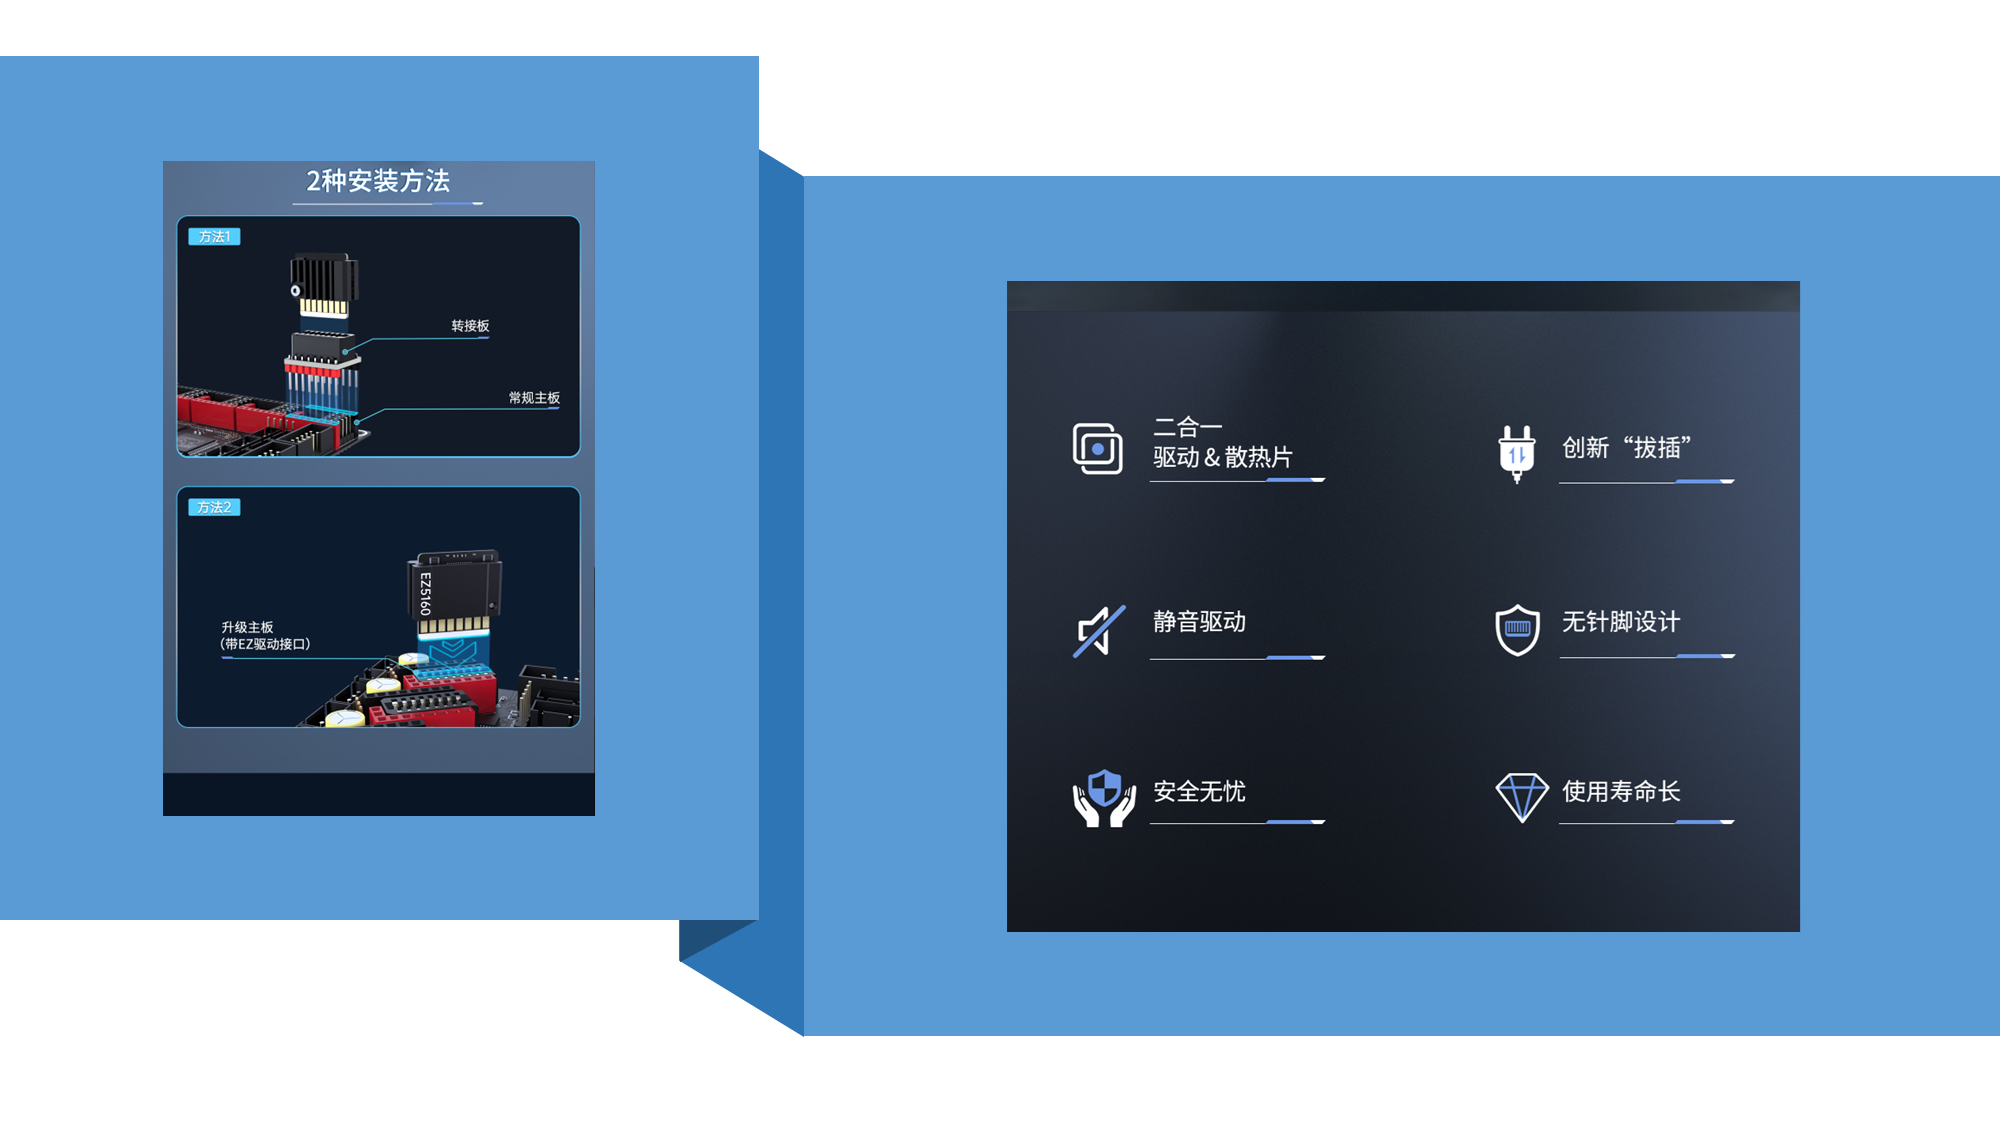 2种安装方法
方法1
转接板
常规主板
方法2
EZ5160
升级主板
（带EZ驱动接口）
二合一
驱动 & 散热片
创新“拔插”
静音驱动
无针脚设计
安全无忧
使用寿命长